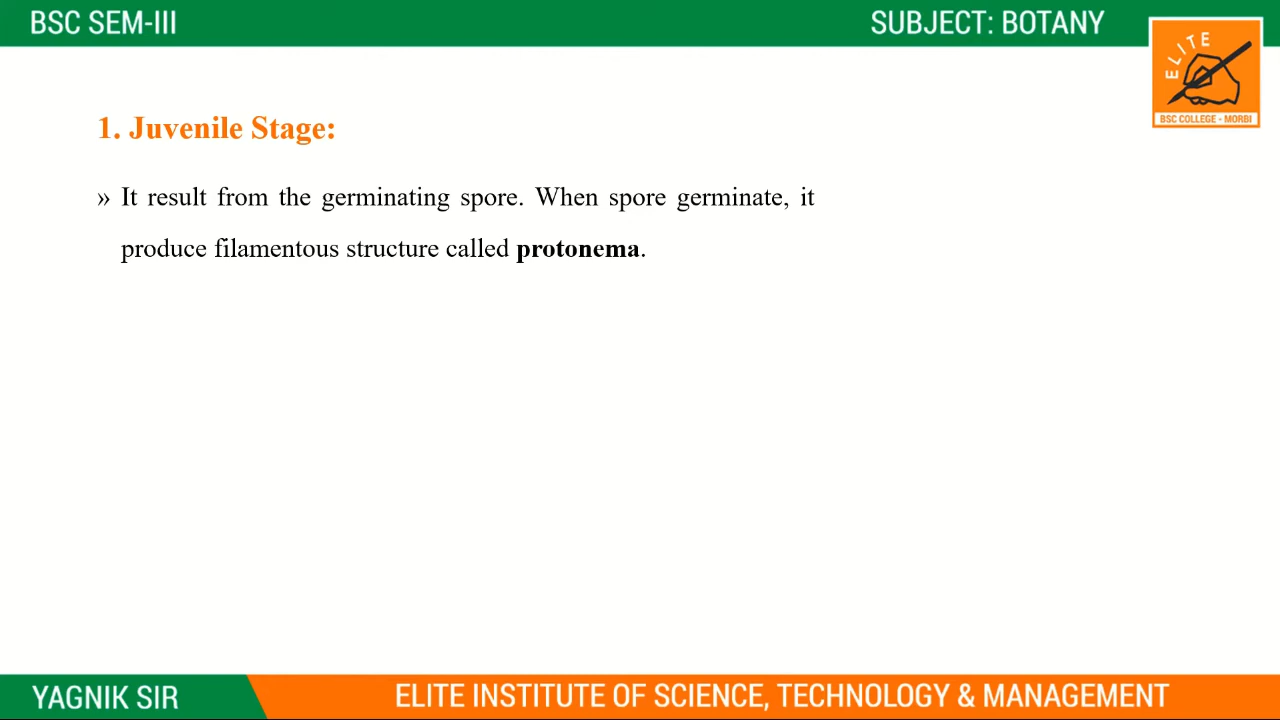 BSC SEM-III
SUBJECT: BOTANY
ELITE
BSC COLLEGE - MORBI
1. Juvenile Stage:
» It result from the germinating spore. When spore germinate, it
produce filamentous structure called protonema.
YAGNIK SIR
ELITE INSTITUTE OF SCIENCE, TECHNOLOGY & MANAGEMENT